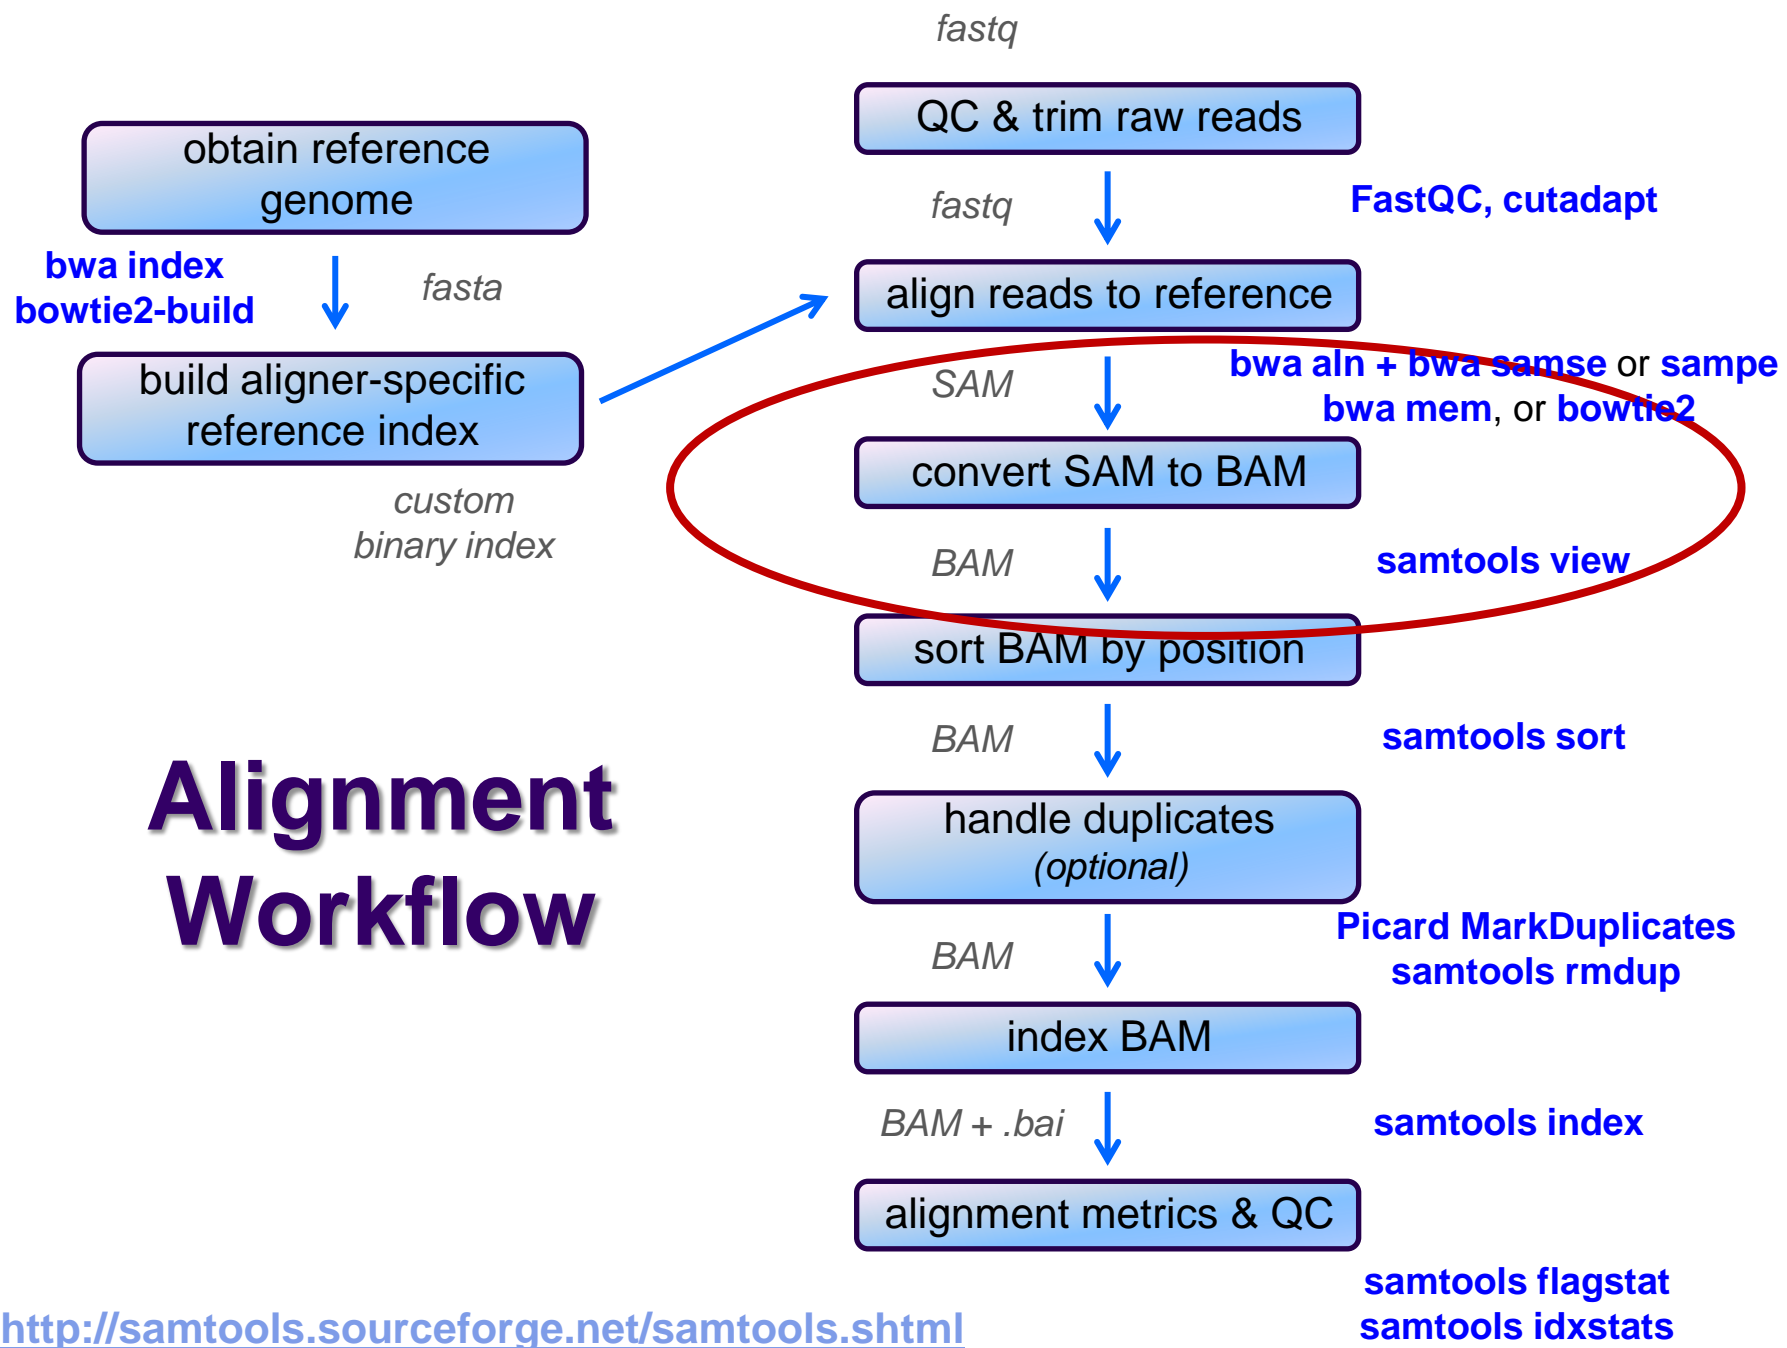 fastq
QC & trim raw reads
fastq
FastQC, cutadapt
obtain reference
genome
bwa index
bowtie2-build
fasta
build aligner-specific
reference index
custom
binary index
align reads to reference
SAM
bwa aln + bwa samse or sampe
bwa mem, or bowtie2
convert SAM to BAM
BAM
samtools view
sort BAM by position
BAM
samtools sort
handle duplicates
(optional)
BAM
Picard MarkDuplicates
samtools rmdup
index BAM
BAM + .bai
samtools index
alignment metrics & QC
samtools flagstat
samtools idxstats
Alignment
Workflow
http://samtools.sourceforge.net/samtools.shtml